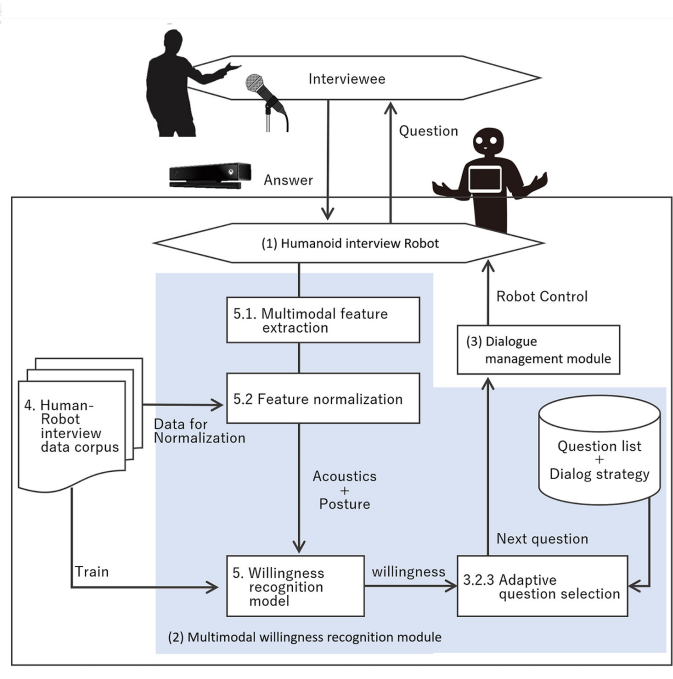 Interviewee
Question
Answer
(1) Humanoid interview Robot
5.1. Multimodal feature
extraction
Robot Control
(3) Dialogue
management module
5.2 Feature normalization
4. Human-
Robot
interview
data corpus
Data for
Normalization
Question list
+
Dialog strategy
Acoustics
+
Posture
Next question
Train
5. Willingness
recognition
model
willingness
3.2.3 Adaptive
question selection
(2) Multimodal willingness recognition module